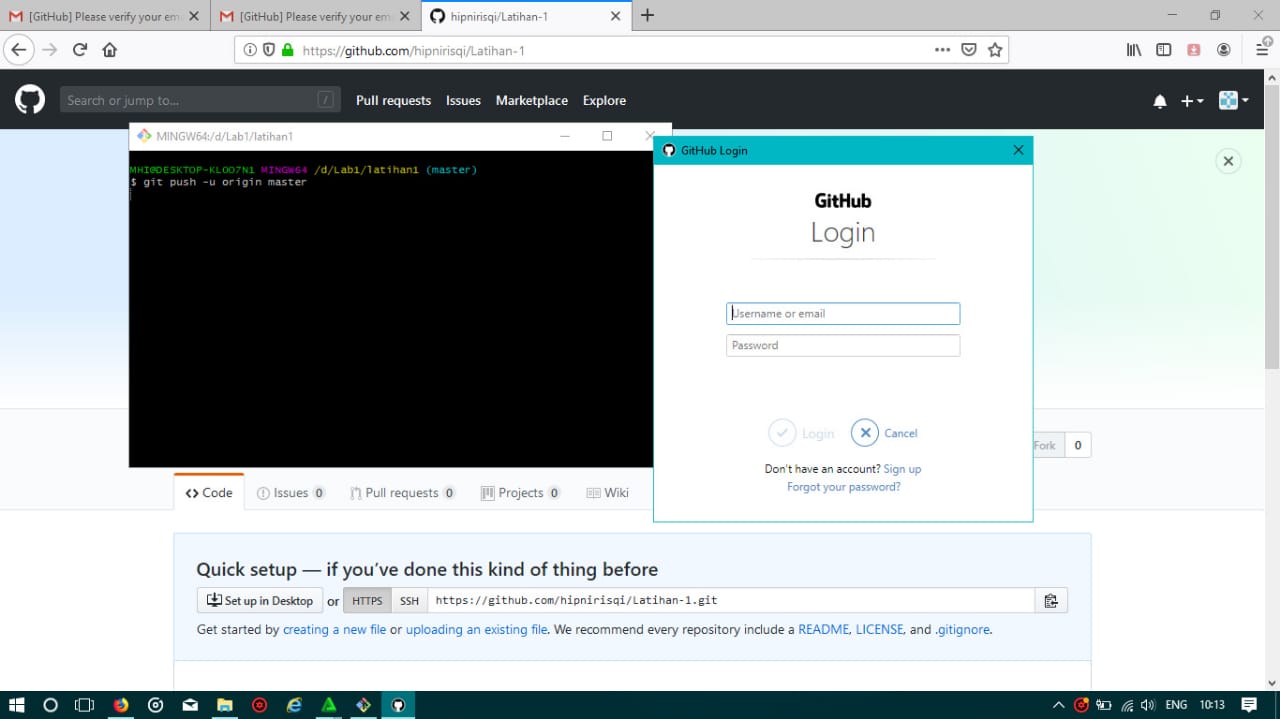 [GitHub] Please verify your ema
[GitHub] Please verify your ema
hipnirisqi/Latihan-1
https://github.com/hipnirisqi/Latihan-1
Search or jump to...
/
Pull requests
Issues
Marketplace
Explore
MINGW64:/d/Lab1/latihan1
MHI@DESKTOP-KLOO7N1 MINGW64 /d/Lab1/latihan1 (master)
$ git push -u origin master
GitHub Login
GitHub
Login
Username or email
Password
Login
Cancel
Don't have an account? Sign up
Forgot your password?
Fork
0
Code
Issues 0
Pull requests 0
Projects 0
Wiki
Quick setup — if you’ve done this kind of thing before
Set up in Desktop
or
HTTPS
SSH
https://github.com/hipnirisqi/Latihan-1.git
Get started by creating a new file or uploading an existing file. We recommend every repository include a README, LICENSE, and .gitignore.
ENG
10:13